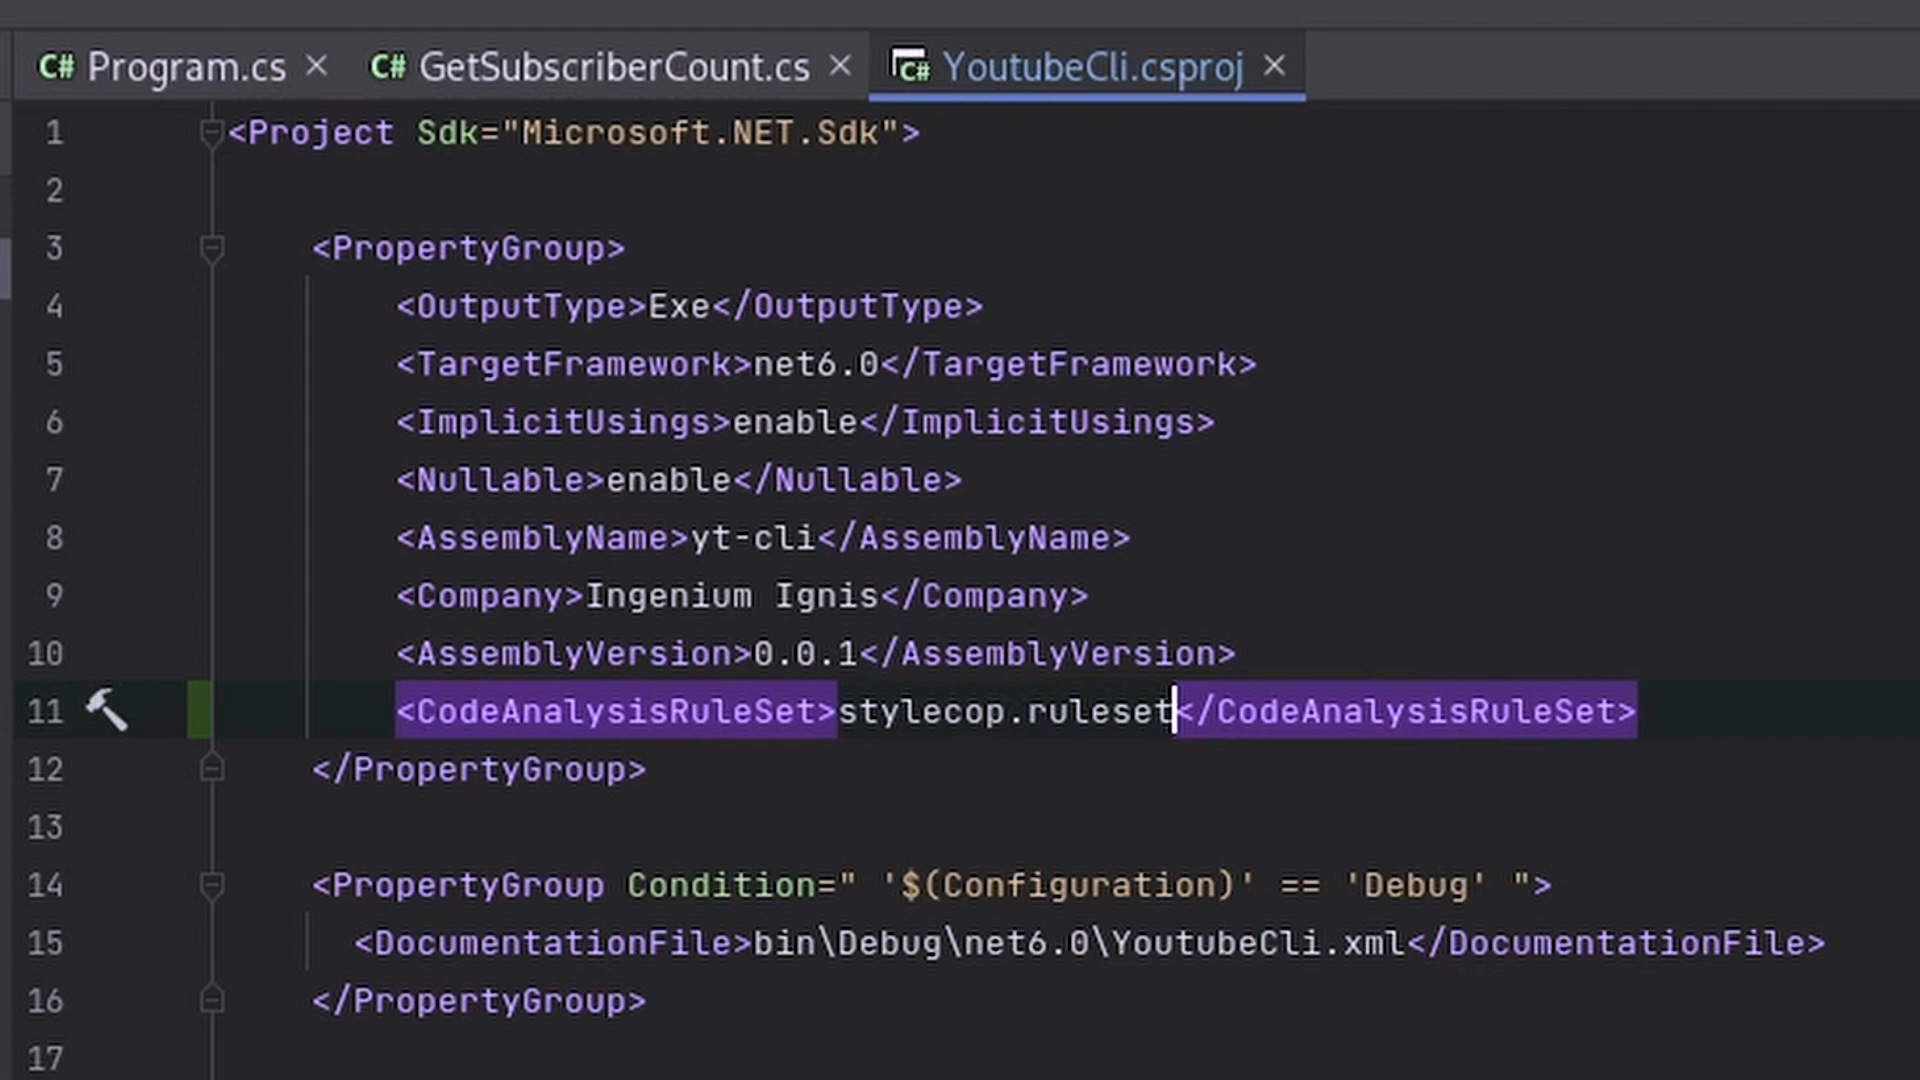 C# Program.cs × C# GetSubscriberCount.cs × C# YoutubeCli.csproj ×
1 <Project Sdk="Microsoft.NET.Sdk">
2
3 <PropertyGroup>
4 <OutputType>Exe</OutputType>
5 <TargetFramework>net6.0</TargetFramework>
6 <ImplicitUsings>enable</ImplicitUsings>
7 <Nullable>enable</Nullable>
8 <AssemblyName>yt-cli</AssemblyName>
9 <Company>Ingenium Ignis</Company>
10 <AssemblyVersion>0.0.1</AssemblyVersion>
11 <CodeAnalysisRuleSet>stylecop.ruleset</CodeAnalysisRuleSet>
12 </PropertyGroup>
13
14 <PropertyGroup Condition=" '$(Configuration)' == 'Debug' ">
15 <DocumentationFile>bin\Debug\net6.0\YoutubeCli.xml</DocumentationFile>
16 </PropertyGroup>
17